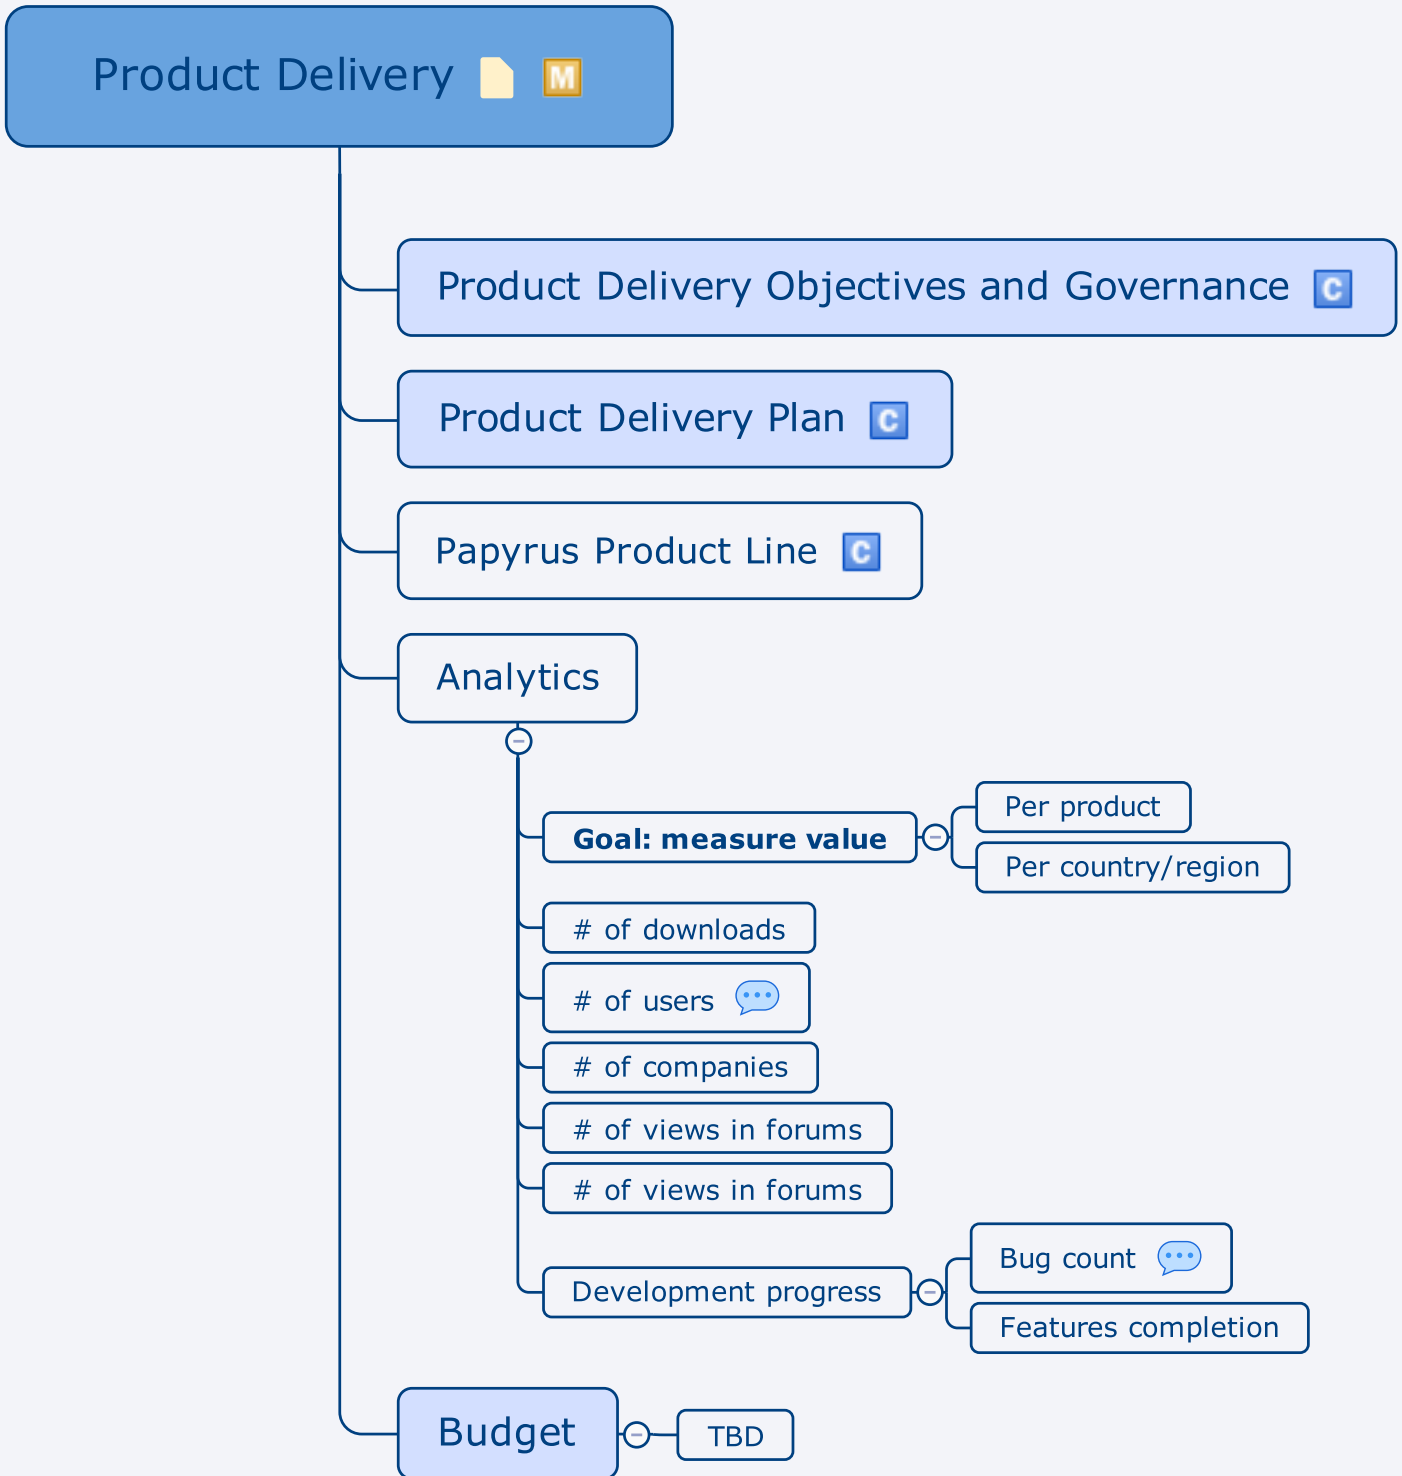 Product Delivery M
Product Delivery Objectives and Governance C
Product Delivery Plan C
Papyrus Product Line C
Analytics
Goal: measure value
Per product
Per country/region
# of downloads
# of users
# of companies
# of views in forums
# of views in forums
Development progress
Bug count
Features completion
Budget
TBD